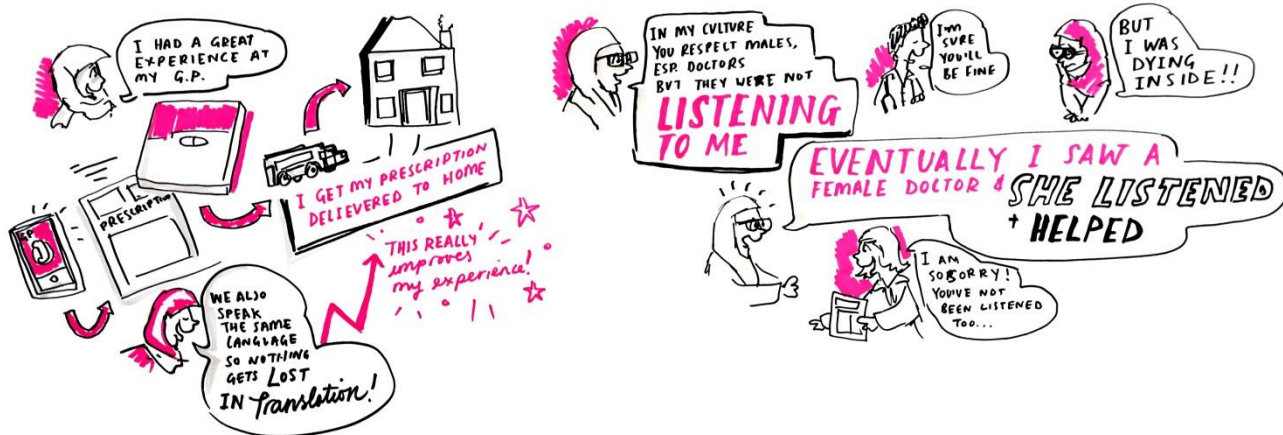 I HAD A GREAT
EXPERIENCE AT
MY G.P.
G.P.
PRESCRIPTION
I GET MY PRESCRIPTION
DELIEVERED TO HOME
THIS REALLY
improves
my experience!
WE ALSO
SPEAK
THE SAME
LANGUAGE
SO NOTHING
GETS LOST
IN Translation!
IN MY CULTURE
YOU RESPECT MALES,
ESP. DOCTORS
BUT THEY WERE NOT
LISTENING
TO ME
I'M
SURE
YOU'LL
BE FINE
BUT
I WAS
DYING
INSIDE!!
EVENTUALLY I SAW A
FEMALE DOCTOR & SHE LISTENED
+ HELPED
I AM
SO SORRY!
YOU'VE NOT
BEEN LISTENED
TOO...